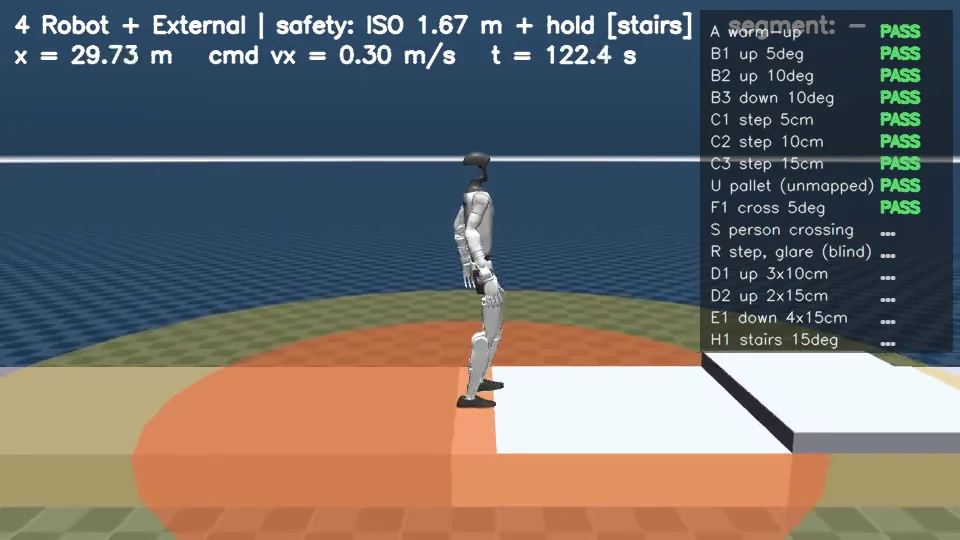 4 Robot + External | safety: ISO 1.67 m + hold [stairs] segment: –
x = 29.73 m cmd vx = 0.30 m/s t = 122.4 s
A warm-up PASS
B1 up 5deg PASS
B2 up 10deg PASS
B3 down 10deg PASS
C1 step 5cm PASS
C2 step 10cm PASS
C3 step 15cm PASS
U pallet (unmapped) PASS
F1 cross 5deg PASS
S person crossing ...
R step, glare (blind) ...
D1 up 3x10cm ...
D2 up 2x15cm ...
E1 down 4x15cm ...
H1 stairs 15deg ...